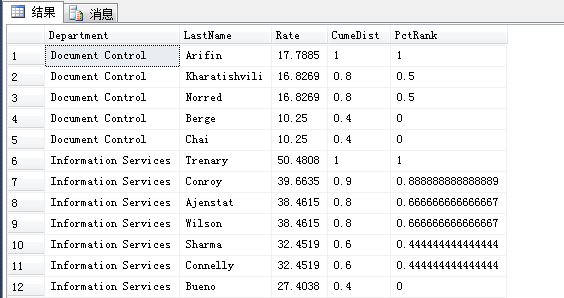 结果 消息
Department LastName Rate CumeDist PctRank
1 Document Control Arifin 17.7885 1 1
2 Document Control Kharatishvili 16.8269 0.8 0.5
3 Document Control Norred 16.8269 0.8 0.5
4 Document Control Berge 10.25 0.4 0
5 Document Control Chai 10.25 0.4 0
6 Information Services Trenary 50.4808 1 1
7 Information Services Conroy 39.6635 0.9 0.888888888888889
8 Information Services Ajenstat 38.4615 0.8 0.666666666666667
9 Information Services Wilson 38.4615 0.8 0.666666666666667
10 Information Services Sharma 32.4519 0.6 0.444444444444444
11 Information Services Connelly 32.4519 0.6 0.444444444444444
12 Information Services Bueno 27.4038 0.4 0